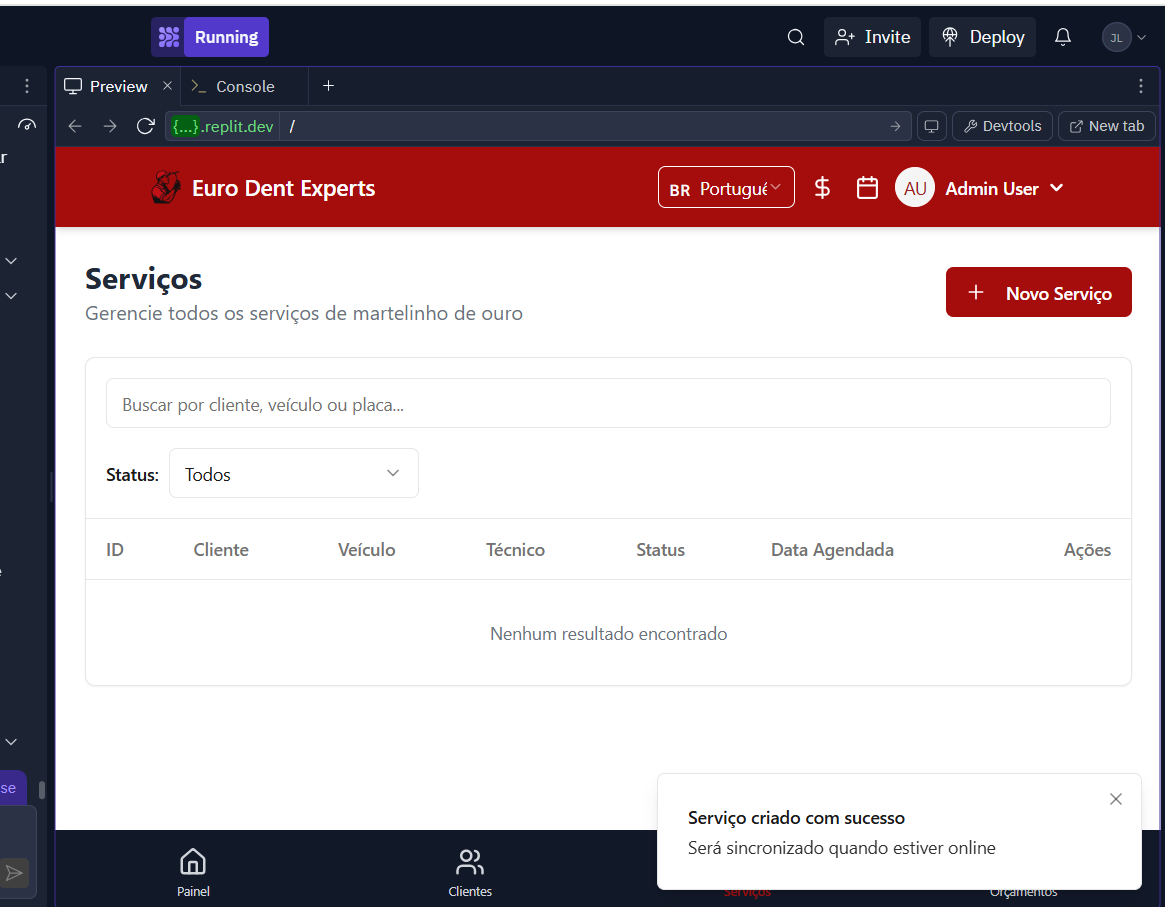 Running
Invite
Deploy
JL
Preview
Console
{...}.replit.dev /
Devtools
New tab
Euro Dent Experts
BR Portuguê
AU
Admin User
Serviços
Gerencie todos os serviços de martelinho de ouro
Novo Serviço
Buscar por cliente, veículo ou placa...
Status: Todos
ID Cliente Veículo Técnico Status Data Agendada Ações
Nenhum resultado encontrado
se
Serviço criado com sucesso
Será sincronizado quando estiver online
Painel
Clientes
Serviços
Orçamentos